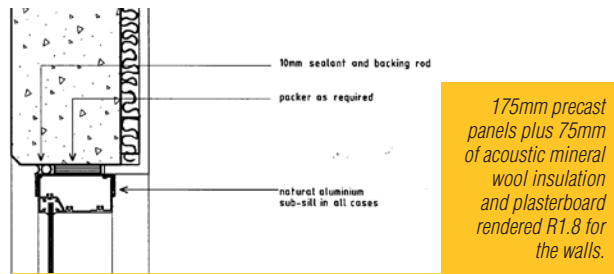 10mm sealant and backing rod
packer as required
natural aluminium
sub-sill in all cases
175mm precast
panels plus 75mm
of acoustic mineral
wool insulation
and plasterboard
rendered R1.8 for
the walls.